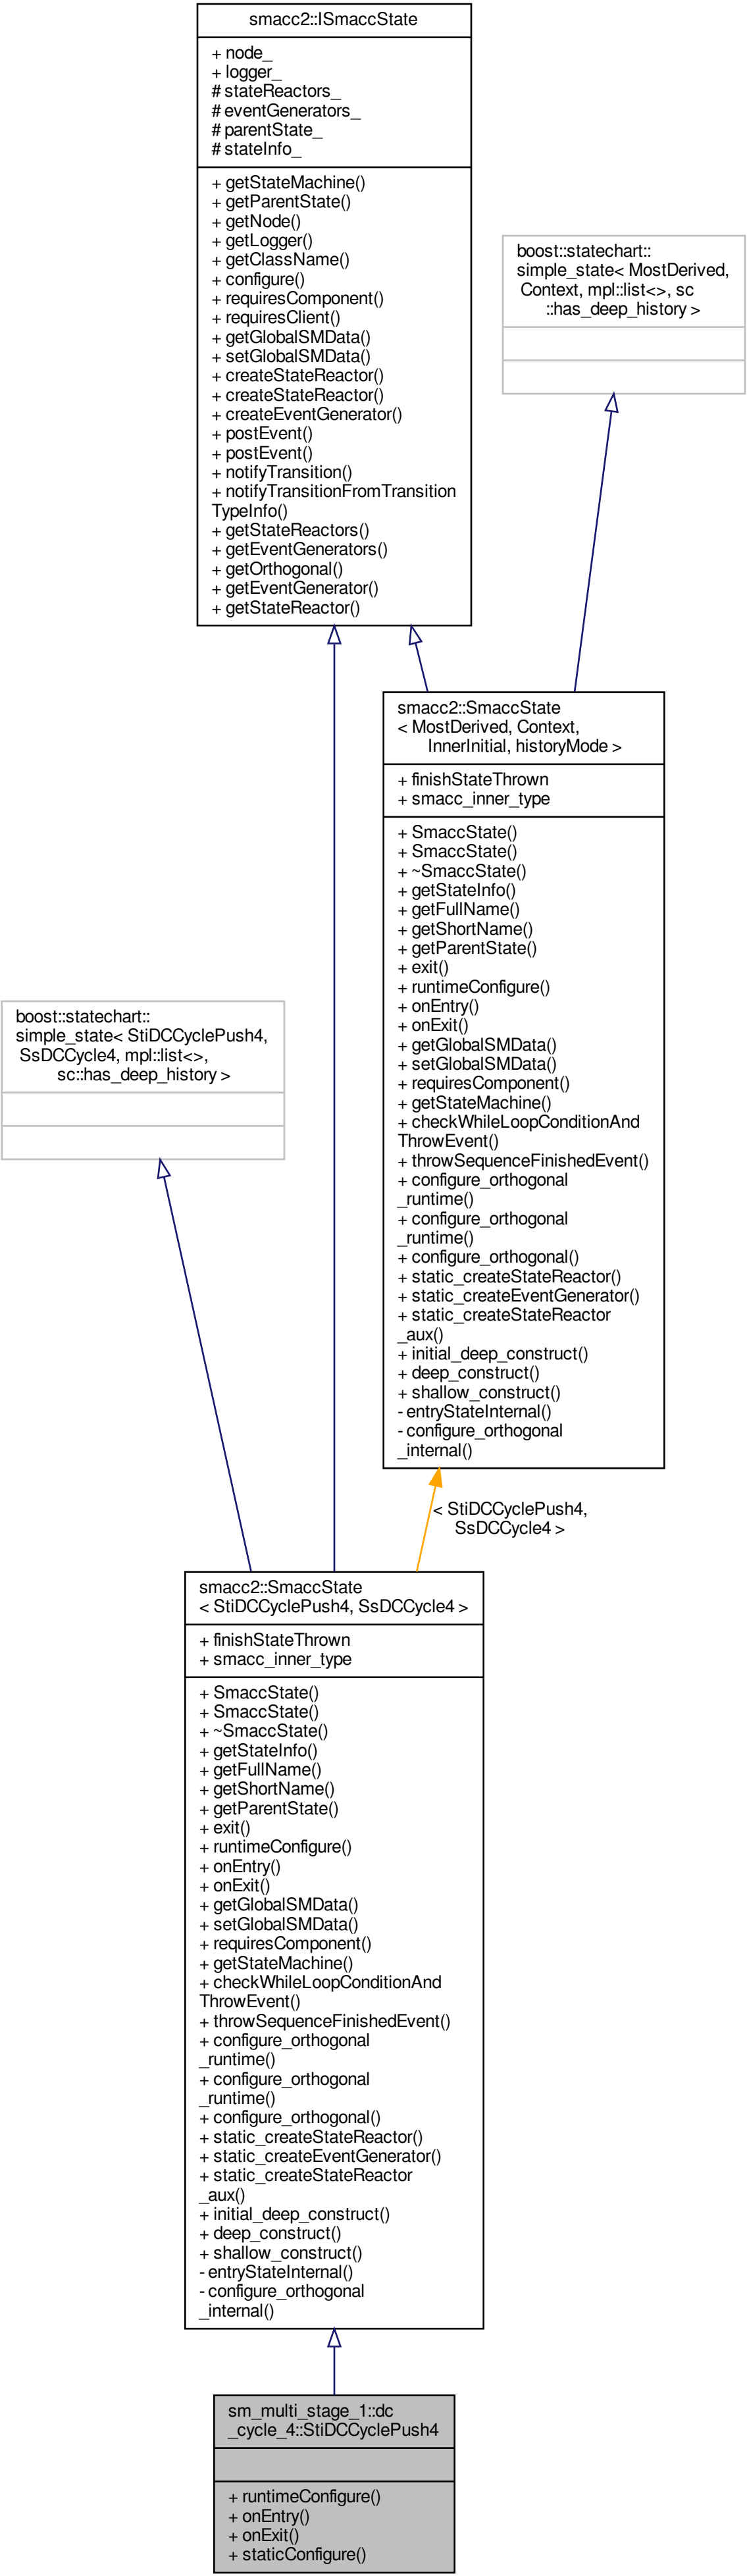 smacc2::ISmaccState
+ node_
+ logger_
# stateReactors_
# eventGenerators_
# parentState_
# stateInfo_
+ getStateMachine()
+ getParentState()
+ getNode()
+ getLogger()
+ getClassName()
+ configure()
+ requiresComponent()
+ requiresClient()
+ getGlobalSMData()
+ setGlobalSMData()
+ createStateReactor()
+ createStateReactor()
+ createEventGenerator()
+ postEvent()
+ postEvent()
+ notifyTransition()
+ notifyTransitionFromTransition
TypeInfo()
+ getStateReactors()
+ getEventGenerators()
+ getOrthogonal()
+ getEventGenerator()
+ getStateReactor()
boost::statechart::
simple_state< MostDerived,
Context, mpl::list<>, sc
::has_deep_history >
smacc2::SmaccState
< MostDerived, Context,
InnerInitial, historyMode >
+ finishStateThrown
+ smacc_inner_type
+ SmaccState()
+ SmaccState()
+ ~SmaccState()
+ getStateInfo()
+ getFullName()
+ getShortName()
+ getParentState()
+ exit()
+ runtimeConfigure()
+ onEntry()
+ onExit()
+ getGlobalSMData()
+ setGlobalSMData()
+ requiresComponent()
+ getStateMachine()
+ checkWhileLoopConditionAnd
ThrowEvent()
+ throwSequenceFinishedEvent()
+ configure_orthogonal
_runtime()
+ configure_orthogonal
_runtime()
+ configure_orthogonal()
+ static_createStateReactor()
+ static_createEventGenerator()
+ static_createStateReactor
_aux()
+ initial_deep_construct()
+ deep_construct()
+ shallow_construct()
- entryStateInternal()
- configure_orthogonal
_internal()
boost::statechart::
simple_state< StiDCCyclePush4,
SsDCCycle4, mpl::list<>,
sc::has_deep_history >
< StiDCCyclePush4,
SsDCCycle4 >
smacc2::SmaccState
< StiDCCyclePush4, SsDCCycle4 >
+ finishStateThrown
+ smacc_inner_type
+ SmaccState()
+ SmaccState()
+ ~SmaccState()
+ getStateInfo()
+ getFullName()
+ getShortName()
+ getParentState()
+ exit()
+ runtimeConfigure()
+ onEntry()
+ onExit()
+ getGlobalSMData()
+ setGlobalSMData()
+ requiresComponent()
+ getStateMachine()
+ checkWhileLoopConditionAnd
ThrowEvent()
+ throwSequenceFinishedEvent()
+ configure_orthogonal
_runtime()
+ configure_orthogonal
_runtime()
+ configure_orthogonal()
+ static_createStateReactor()
+ static_createEventGenerator()
+ static_createStateReactor
_aux()
+ initial_deep_construct()
+ deep_construct()
+ shallow_construct()
- entryStateInternal()
- configure_orthogonal
_internal()
sm_multi_stage_1::dc
_cycle_4::StiDCCyclePush4
+ runtimeConfigure()
+ onEntry()
+ onExit()
+ staticConfigure()